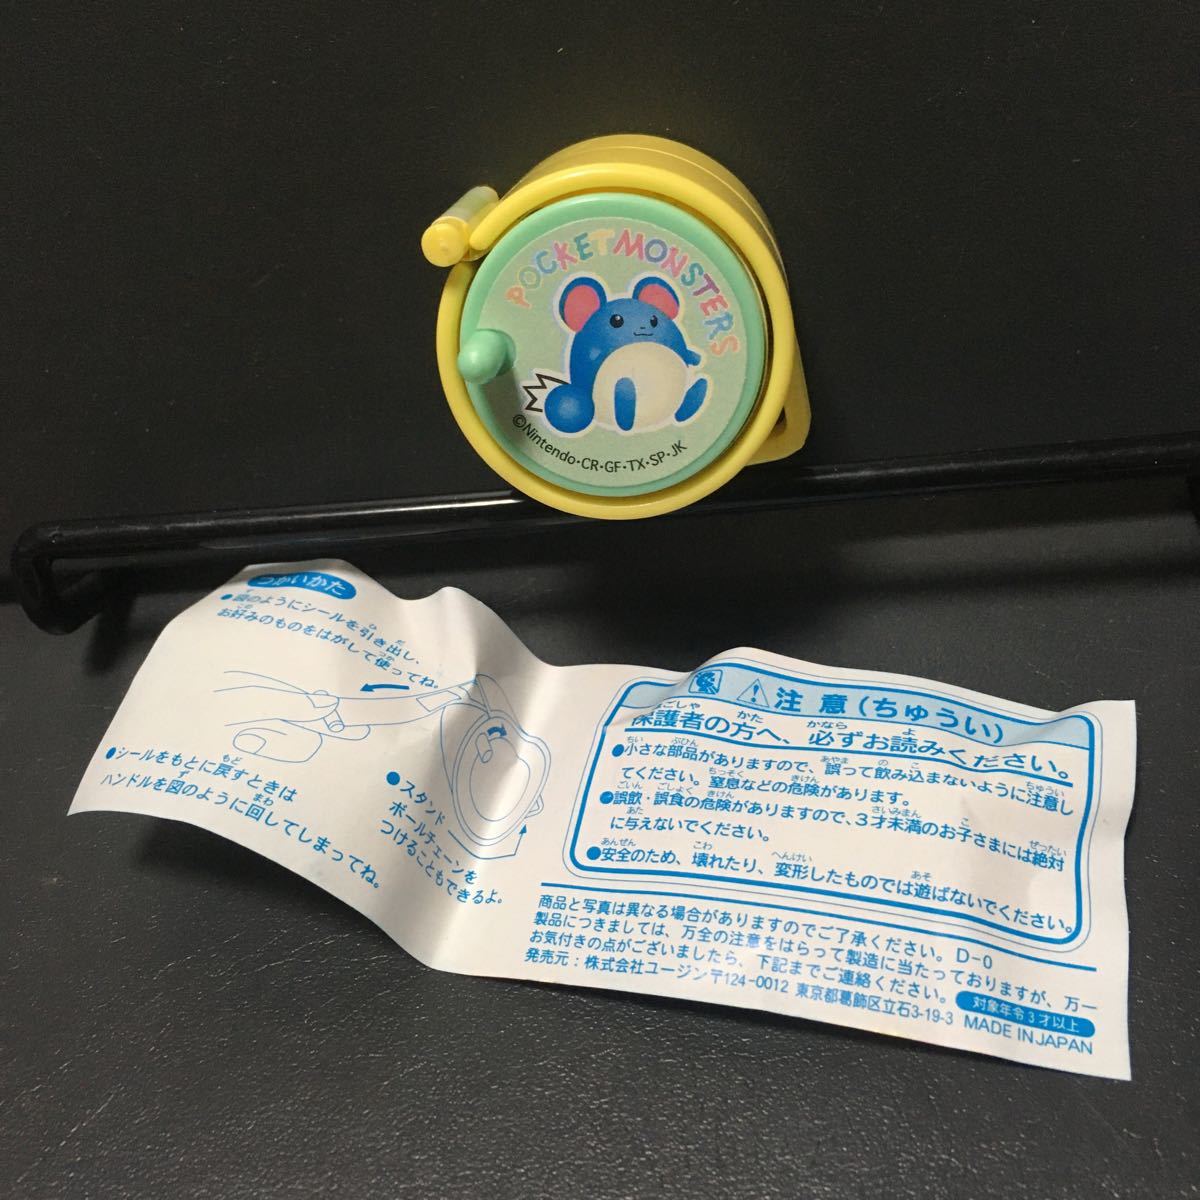 POCKET MONSTERS
©Nintendo・CR・GF・TX・SP・JK
つかいかた
●図のようにシールを引き出し、
お好みのものをはがして使ってね。
●シールをもとに戻すときは
ハンドルを図のように回してしまってね。
●スタンド
ボールチェーンを
つけることもできるよ。
注意(ちゅうい)
保護者の方へ、必ずお読みください。
●小さな部品がありますので、誤って飲み込まないように注意し
てください。窒息などの危険があります。
●誤飲・誤食の危険がありますので、3才未満のお子さまには絶対
に与えないでください。
●安全のため、壊れたり、変形したものでは遊ばないでください。
商品と写真は異なる場合がありますのでご了承ください。D-0
製品につきましては、万全の注意をはらって製造に当たっておりますが、万一
お気付きの点がございましたら、下記までご連絡ください。
対象年令3才以上
発売元:株式会社ユージン〒124-0012 東京都葛飾区立石3-19-3 MADE IN JAPAN